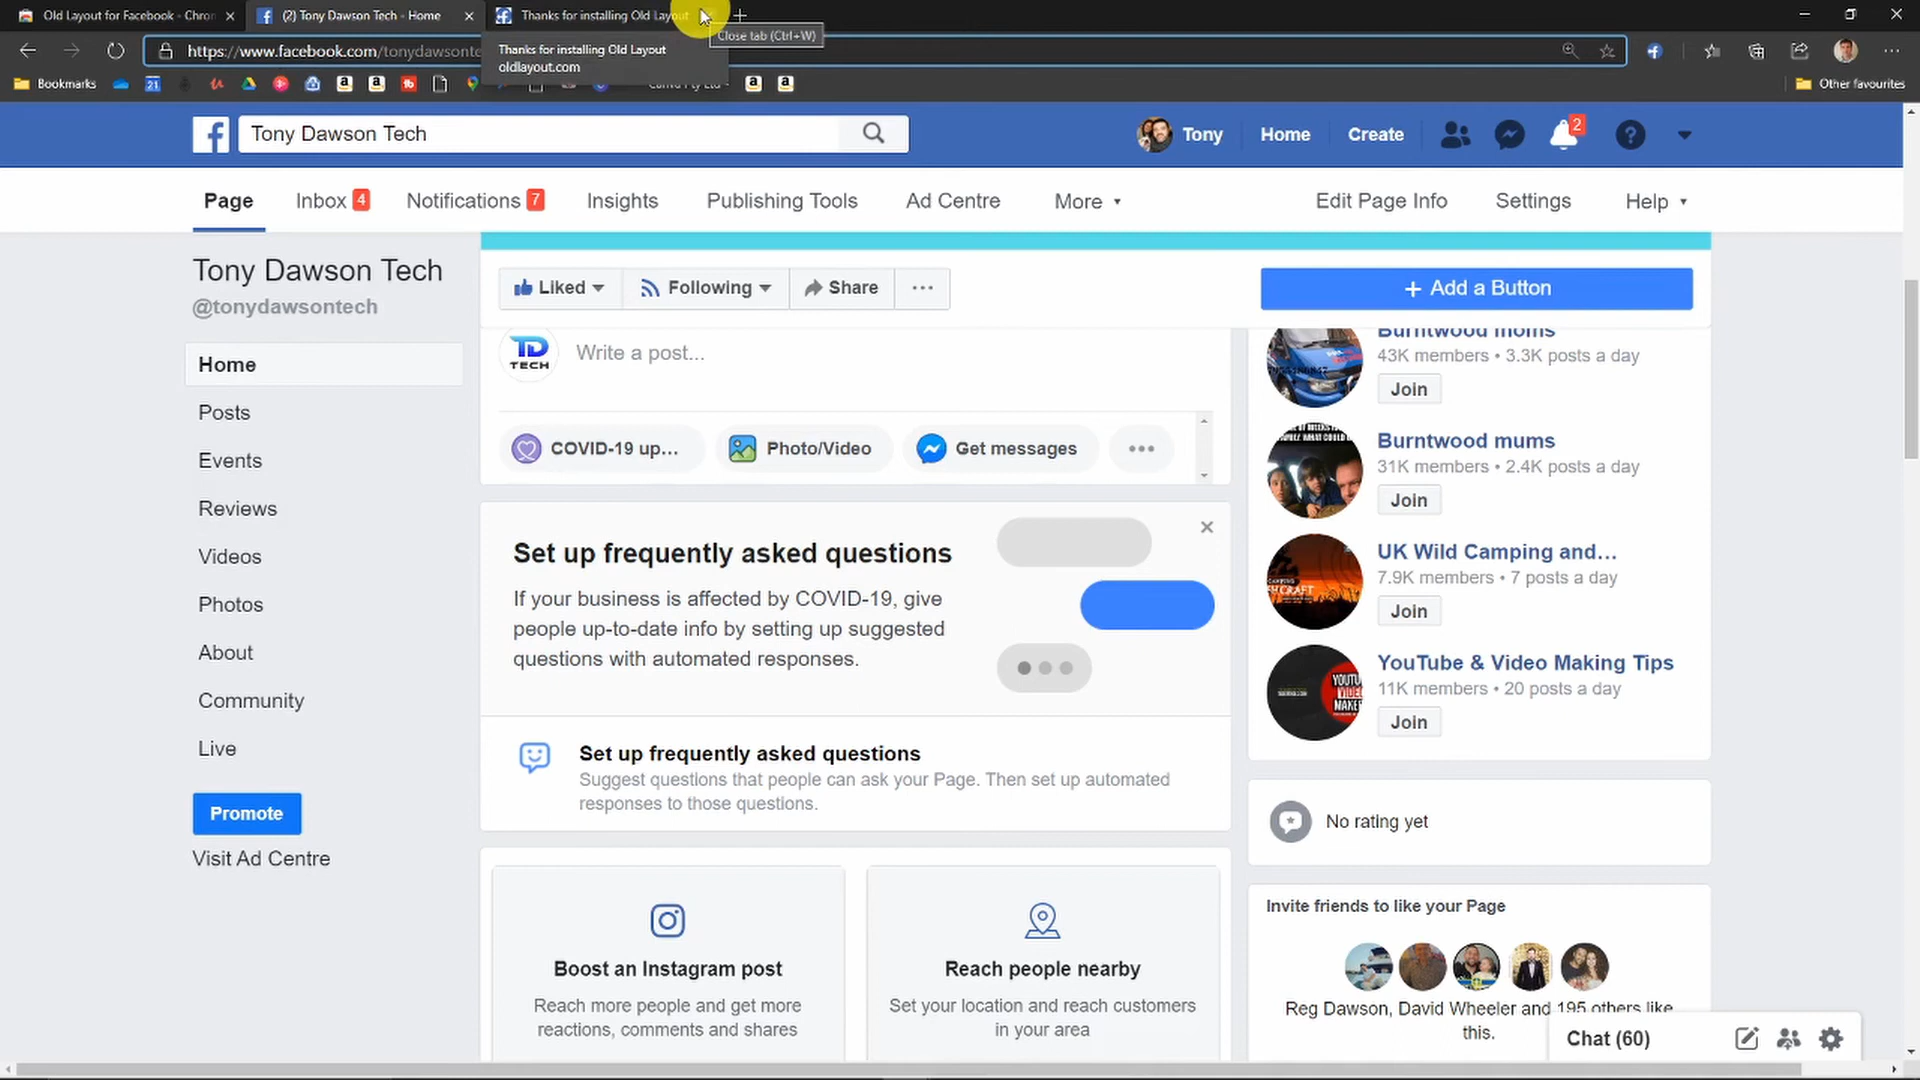 Old Layout for Facebook - Chrom
(2) Tony Dawson Tech - Home
Thanks for installing Old Layout
Close tab (Ctrl+W)
https://www.facebook.com/tonydawsonte
Thanks for installing Old Layout
oldlayout.com
Bookmarks
21
Other favourites
Tony Dawson Tech
Tony
Home
Create
2
Page
Inbox 4
Notifications 7
Insights
Publishing Tools
Ad Centre
More
Edit Page Info
Settings
Help
Tony Dawson Tech
@tonydawsontech
Home
Posts
Events
Reviews
Videos
Photos
About
Community
Live
Promote
Visit Ad Centre
Liked
Following
Share
+ Add a Button
TD
TECH
Write a post...
COVID-19 up...
Photo/Video
Get messages
Set up frequently asked questions
If your business is affected by COVID-19, give
people up-to-date info by setting up suggested
questions with automated responses.
Set up frequently asked questions
Suggest questions that people can ask your Page. Then set up automated
responses to those questions.
Boost an Instagram post
Reach more people and get more
reactions, comments and shares
Reach people nearby
Set your location and reach customers
in your area
Burntwood moms
43K members • 3.3K posts a day
Join
Burntwood mums
31K members • 2.4K posts a day
Join
UK Wild Camping and...
7.9K members • 7 posts a day
Join
YouTube & Video Making Tips
11K members • 20 posts a day
Join
No rating yet
Invite friends to like your Page
Reg Dawson, David Wheeler and 195 others like
this.
Chat (60)